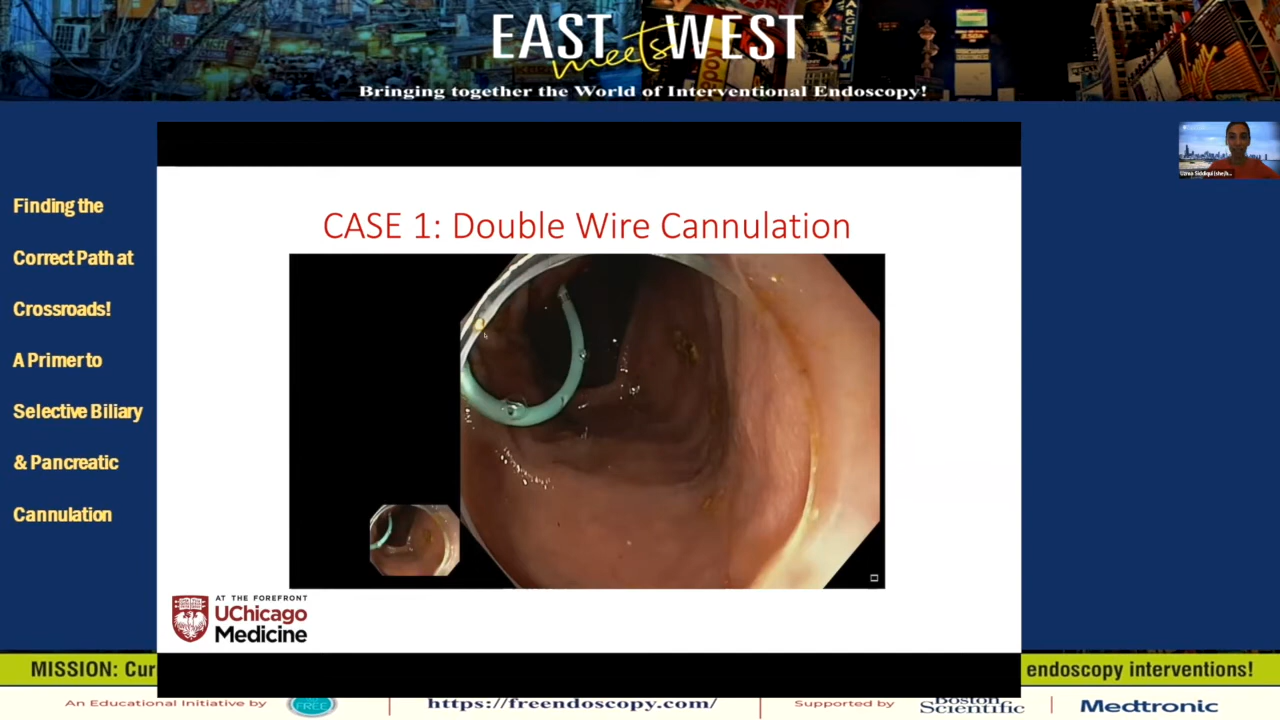 EAST meets WEST
Bringing together the World of Interventional Endoscopy!
Finding the
Correct Path at
Crossroads!
A Primer to
Selective Biliary
& Pancreatic
Cannulation
CASE 1: Double Wire Cannulation
AT THE FOREFRONT
UChicago
Medicine
MISSION: Cur
endoscopy interventions!
An Educational Initiative by
FREE
https://freendoscopy.com/
Supported by
Boston
Scientific
Medtronic